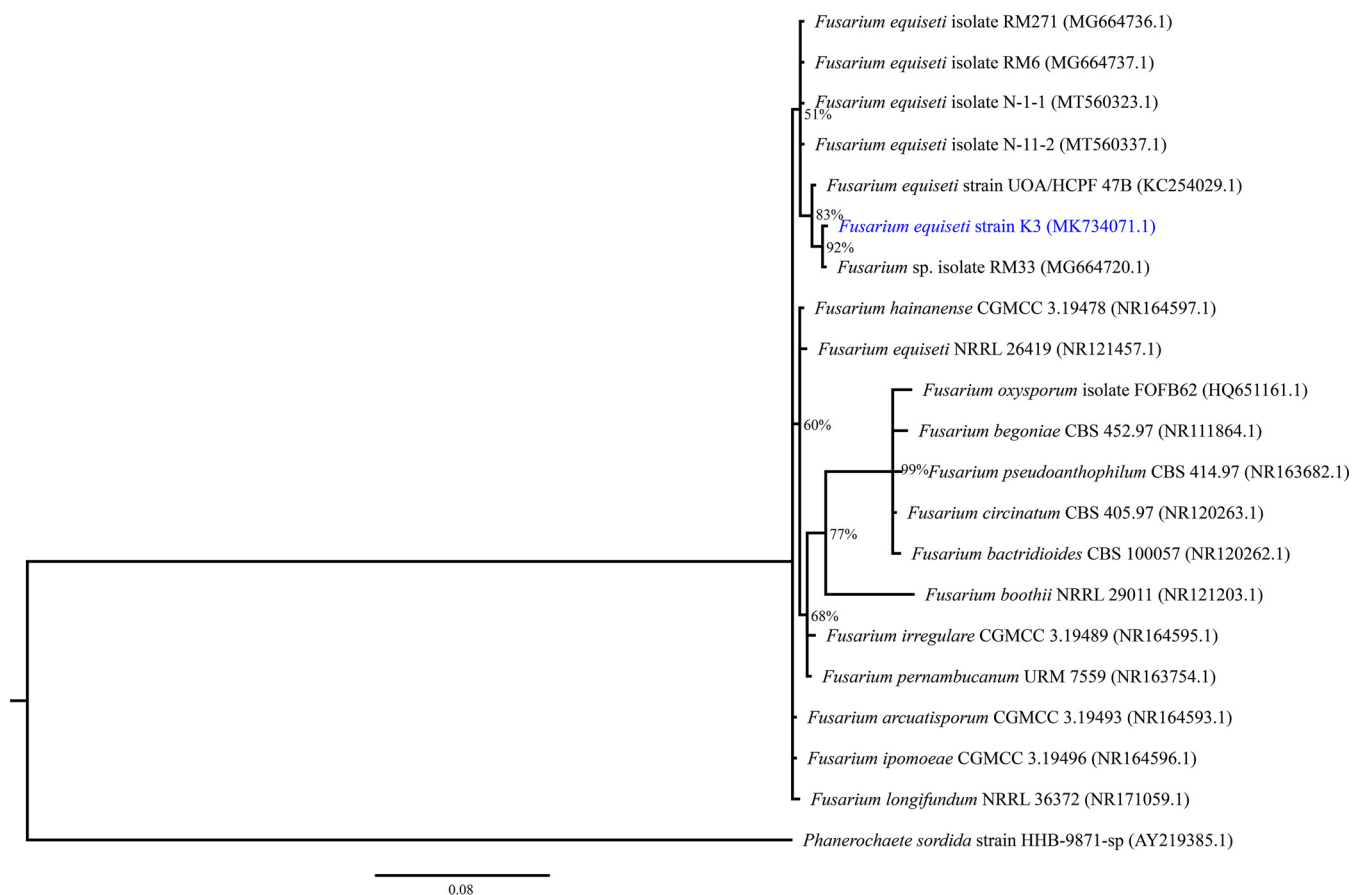 Fusarium equiseti isolate RM271 (MG664736.1)
Fusarium equiseti isolate RM6 (MG664737.1)
Fusarium equiseti isolate N-1-1 (MT560323.1)
51%
Fusarium equiseti isolate N-11-2 (MT560337.1)
Fusarium equiseti strain UOA/HCPF 47B (KC254029.1)
83%
Fusarium equiseti strain K3 (MK734071.1)
92%
Fusarium sp. isolate RM33 (MG664720.1)
Fusarium hainanense CGMCC 3.19478 (NR164597.1)
Fusarium equiseti NRRL 26419 (NR121457.1)
Fusarium oxysporum isolate FOFB62 (HQ651161.1)
60%
Fusarium begoniae CBS 452.97 (NR111864.1)
99%
Fusarium pseudoanthophilum CBS 414.97 (NR163682.1)
Fusarium circinatum CBS 405.97 (NR120263.1)
77%
Fusarium bactridioides CBS 100057 (NR120262.1)
Fusarium boothii NRRL 29011 (NR121203.1)
68%
Fusarium irregulare CGMCC 3.19489 (NR164595.1)
Fusarium pernambucanum URM 7559 (NR163754.1)
Fusarium arcuatisporum CGMCC 3.19493 (NR164593.1)
Fusarium ipomoeae CGMCC 3.19496 (NR164596.1)
Fusarium longifundum NRRL 36372 (NR171059.1)
Phanerochaete sordida strain HHB-9871-sp (AY219385.1)
0.08